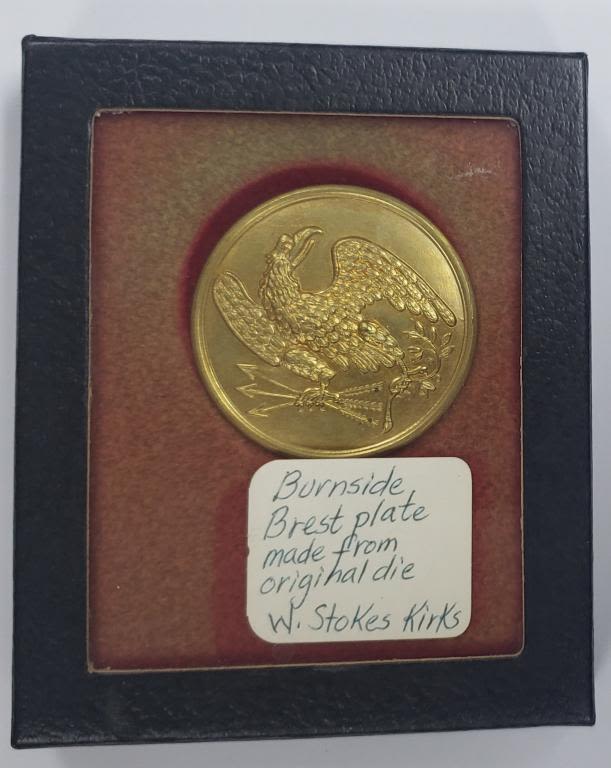 Burnside
Brest plate
made from
original die
W. Stokes Kirks